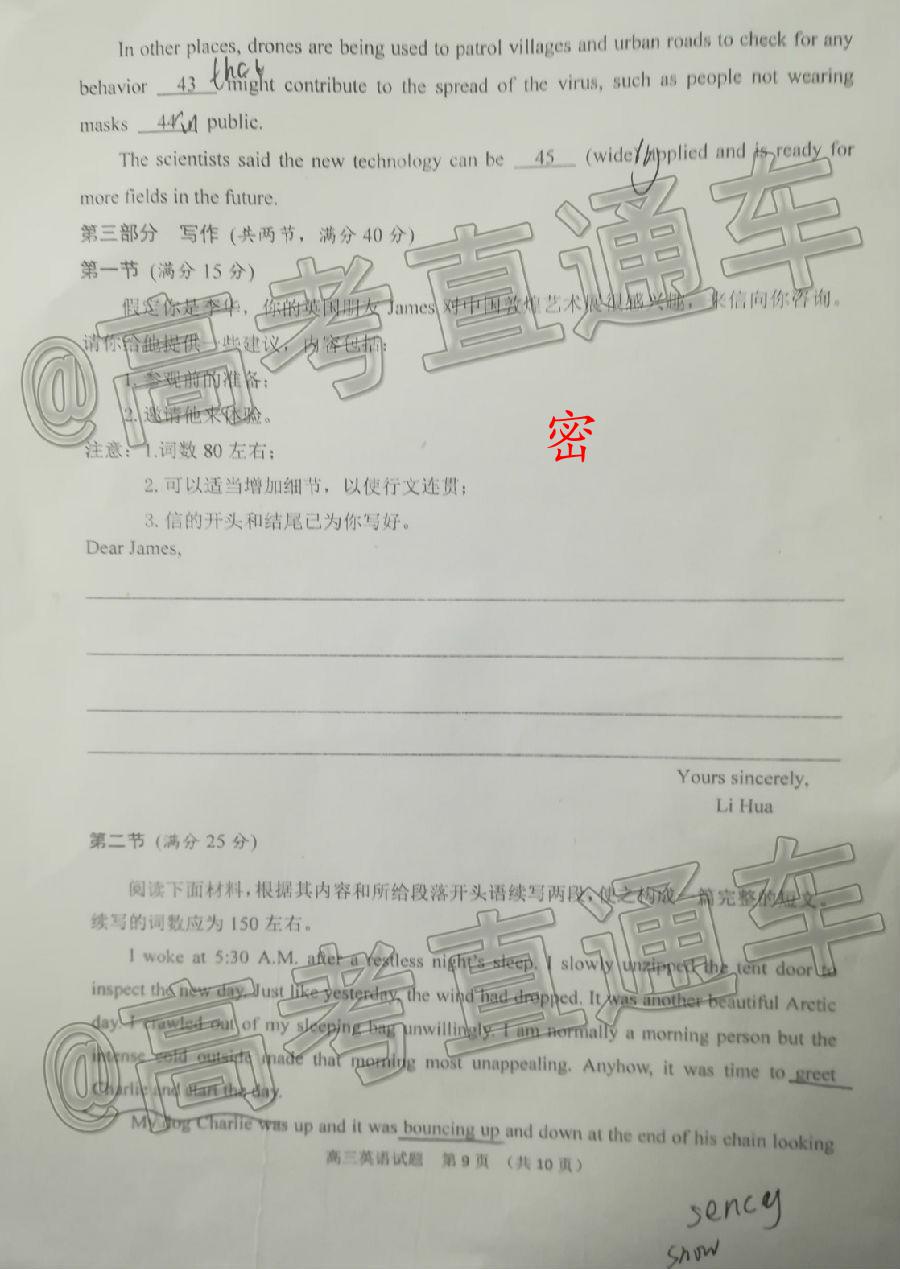 In other places, drones are being used to patrol villages and urban roads to check for any
behavior 43 that might contribute to the spread of the virus, such as people not wearing
masks 44 in public.
The scientists said the new technology can be 45 (wide) applied and is ready for
more fields in the future.
第三部分 写作 (共两节，满分 40 分)
第一节 (满分 15 分)
假定你是李华，你的英国朋友 James 对中国敦煌艺术展很感兴趣，来信向你咨询。
请你给他提供一些建议，内容包括：
1. 参观前的准备；
2. 邀请他来体验。
注意：1.词数 80 左右；
2. 可以适当增加细节，以使行文连贯；
3. 信的开头和结尾已为你写好。
Dear James,
Yours sincerely,
Li Hua
第二节 (满分 25 分)
阅读下面材料，根据其内容和所给段落开头语续写两段，使之构成一篇完整的短文。
续写的词数应为 150 左右。
I woke at 5:30 A.M. after a restless night's sleep. I slowly unzipped the tent door to
inspect the new day. Just like yesterday, the wind had dropped. It was another beautiful Arctic
day. I crawled out of my sleeping bag unwillingly. I am normally a morning person but the
intense cold outside made that morning most unappealing. Anyhow, it was time to greet
Charlie and start the day.
My dog Charlie was up and it was bouncing up and down at the end of his chain looking
高三英语试题 第 9 页 （共 10 页）
sency
snow
密
@高考直通车
@高考直通车